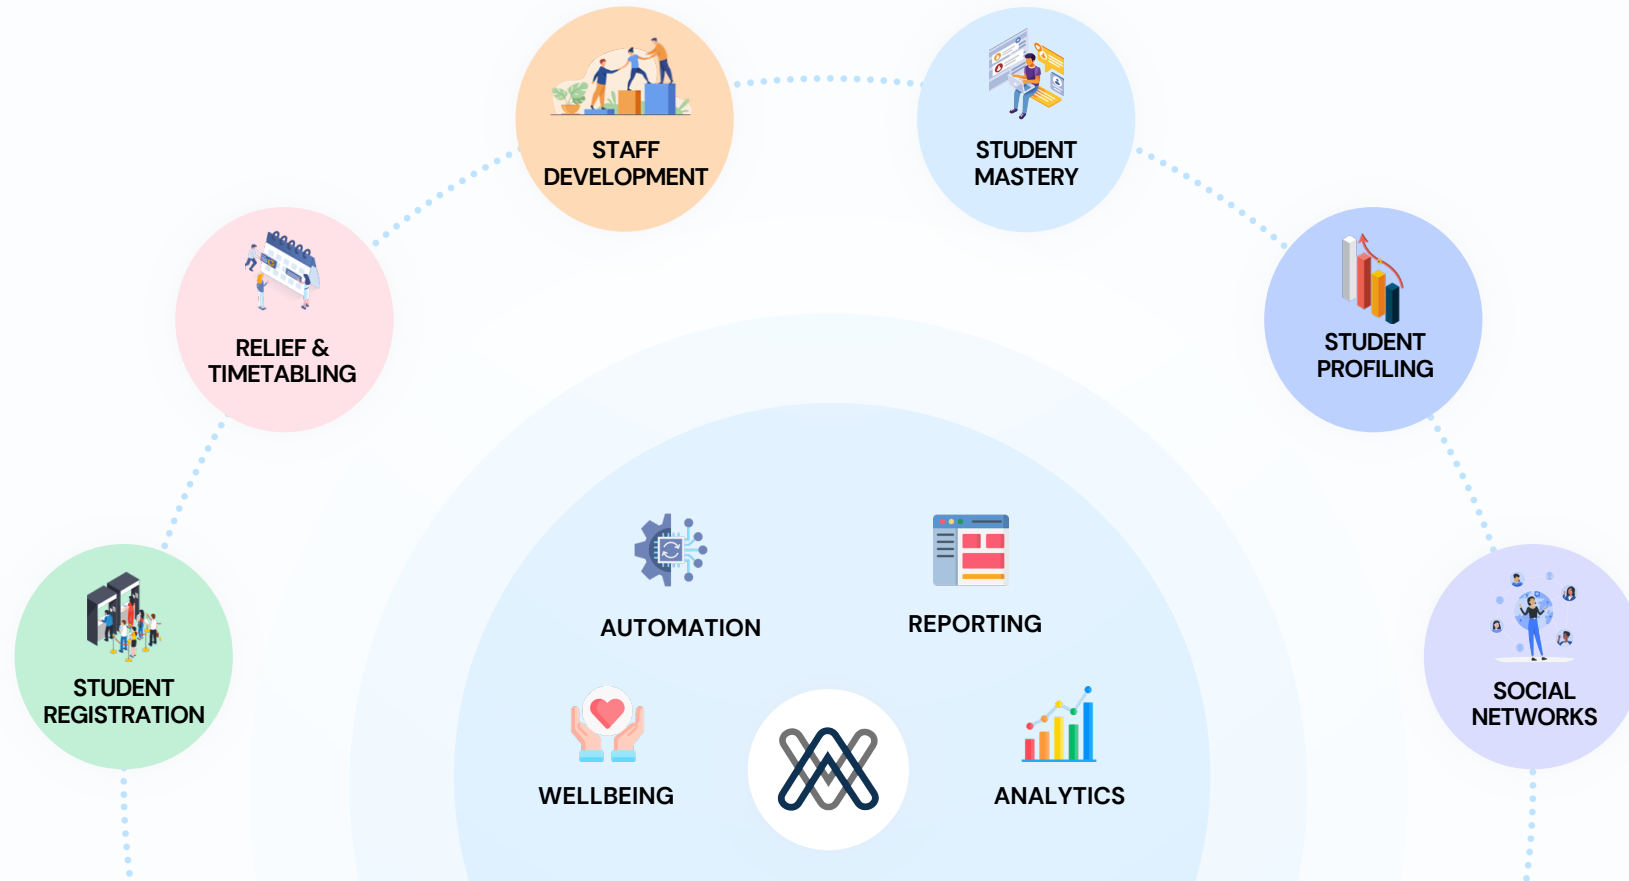 STAFF
DEVELOPMENT
STUDENT
MASTERY
RELIEF &
TIMETABLING
STUDENT
PROFILING
STUDENT
REGISTRATION
SOCIAL
NETWORKS
AUTOMATION
REPORTING
WELLBEING
ANALYTICS